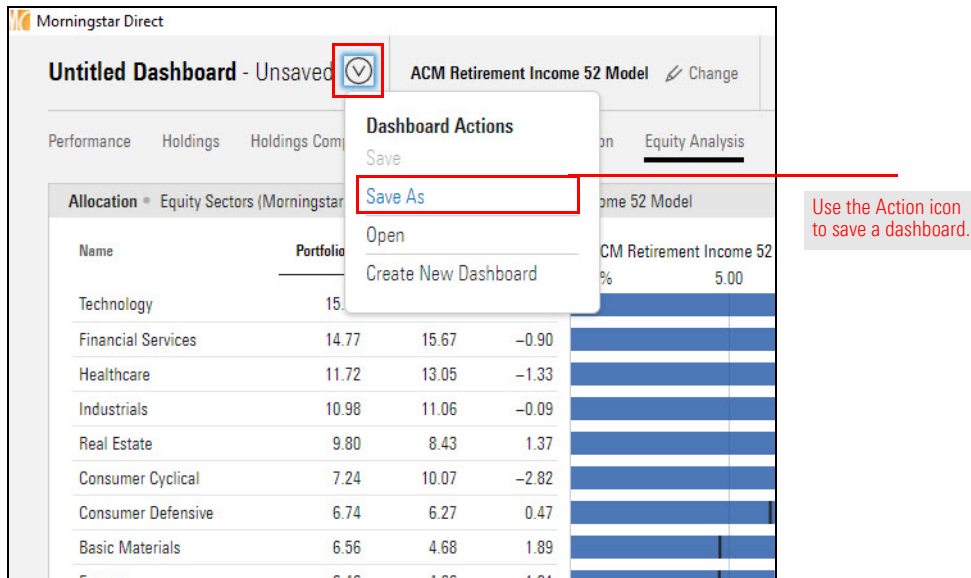 Morningstar Direct
Untitled Dashboard - Unsaved
ACM Retirement Income 52 Model Change
Dashboard Actions
Save
Save As
Open
Create New Dashboard
Performance Holdings Holdings Equity Analysis
Use the Action icon
to save a dashboard.
Allocation • Equity Sectors (Morningstar 52 Model
Name Portfolio Retirement Income 52
% 5.00
Technology 15.
Financial Services 14.77 15.67 −0.90
Healthcare 11.72 13.05 −1.33
Industrials 10.98 11.06 −0.09
Real Estate 9.80 8.43 1.37
Consumer Cyclical 7.24 10.07 −2.82
Consumer Defensive 6.74 6.27 0.47
Basic Materials 6.56 4.68 1.89